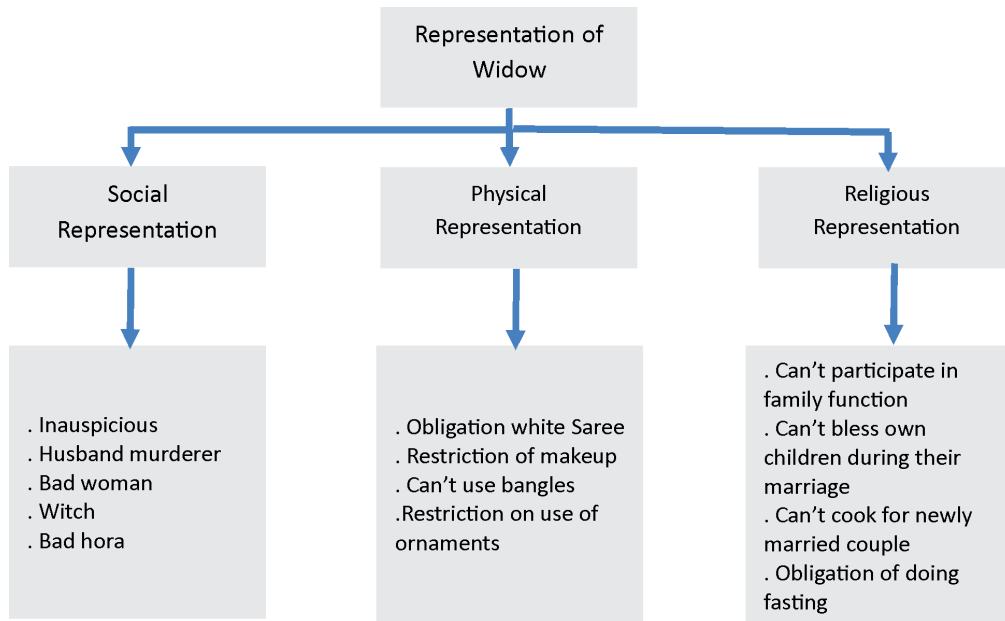 Representation of
Widow
Social
Representation
Physical
Representation
Religious
Representation
. Inauspicious
. Husband murderer
. Bad woman
. Witch
. Bad hora
. Obligation white Saree
. Restriction of makeup
. Can’t use bangles
.Restriction on use of
ornaments
. Can’t participate in
family function
. Can’t bless own
children during their
marriage
. Can’t cook for newly
married couple
. Obligation of doing
fasting